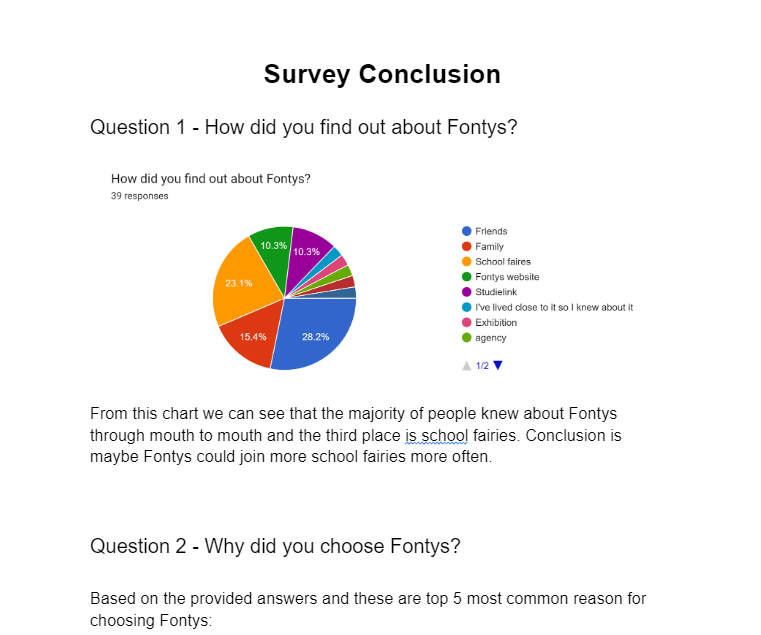 Survey Conclusion
Question 1 - How did you find out about Fontys?
How did you find out about Fontys?
39 responses
10.3%
10.3%
23.1%
15.4%
28.2%
Friends
Family
School faires
Fontys website
Studielink
I've lived close to it so I knew about it
Exhibition
agency
1/2
From this chart we can see that the majority of people knew about Fontys
through mouth to mouth and the third place is school fairies. Conclusion is
maybe Fontys could join more school fairies more often.
Question 2 - Why did you choose Fontys?
Based on the provided answers and these are top 5 most common reason for
choosing Fontys: